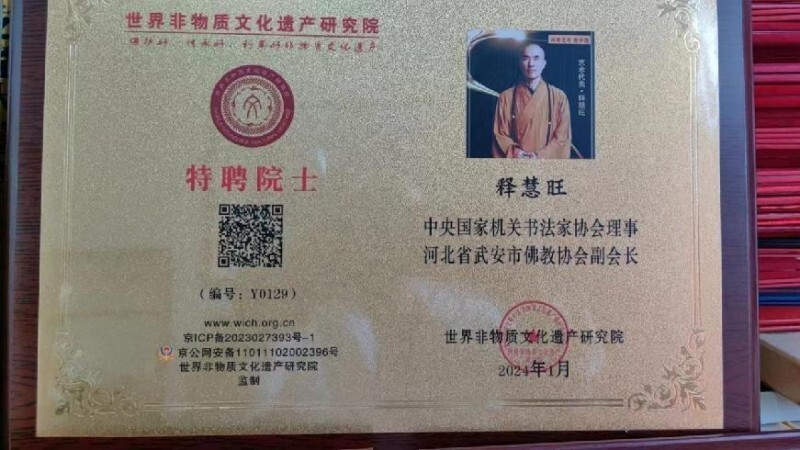 世界非物质文化遗产研究院
特聘院士
（编号：Y0129）
www.wich.org.cn
京ICP备2023027393号-1
京公网安备11011102002396号
世界非物质文化遗产研究院
监制
释慧旺
中央国家机关书法家协会理事
河北省武安市佛教协会副会长
世界非物质文化遗产研究院
2024年1月